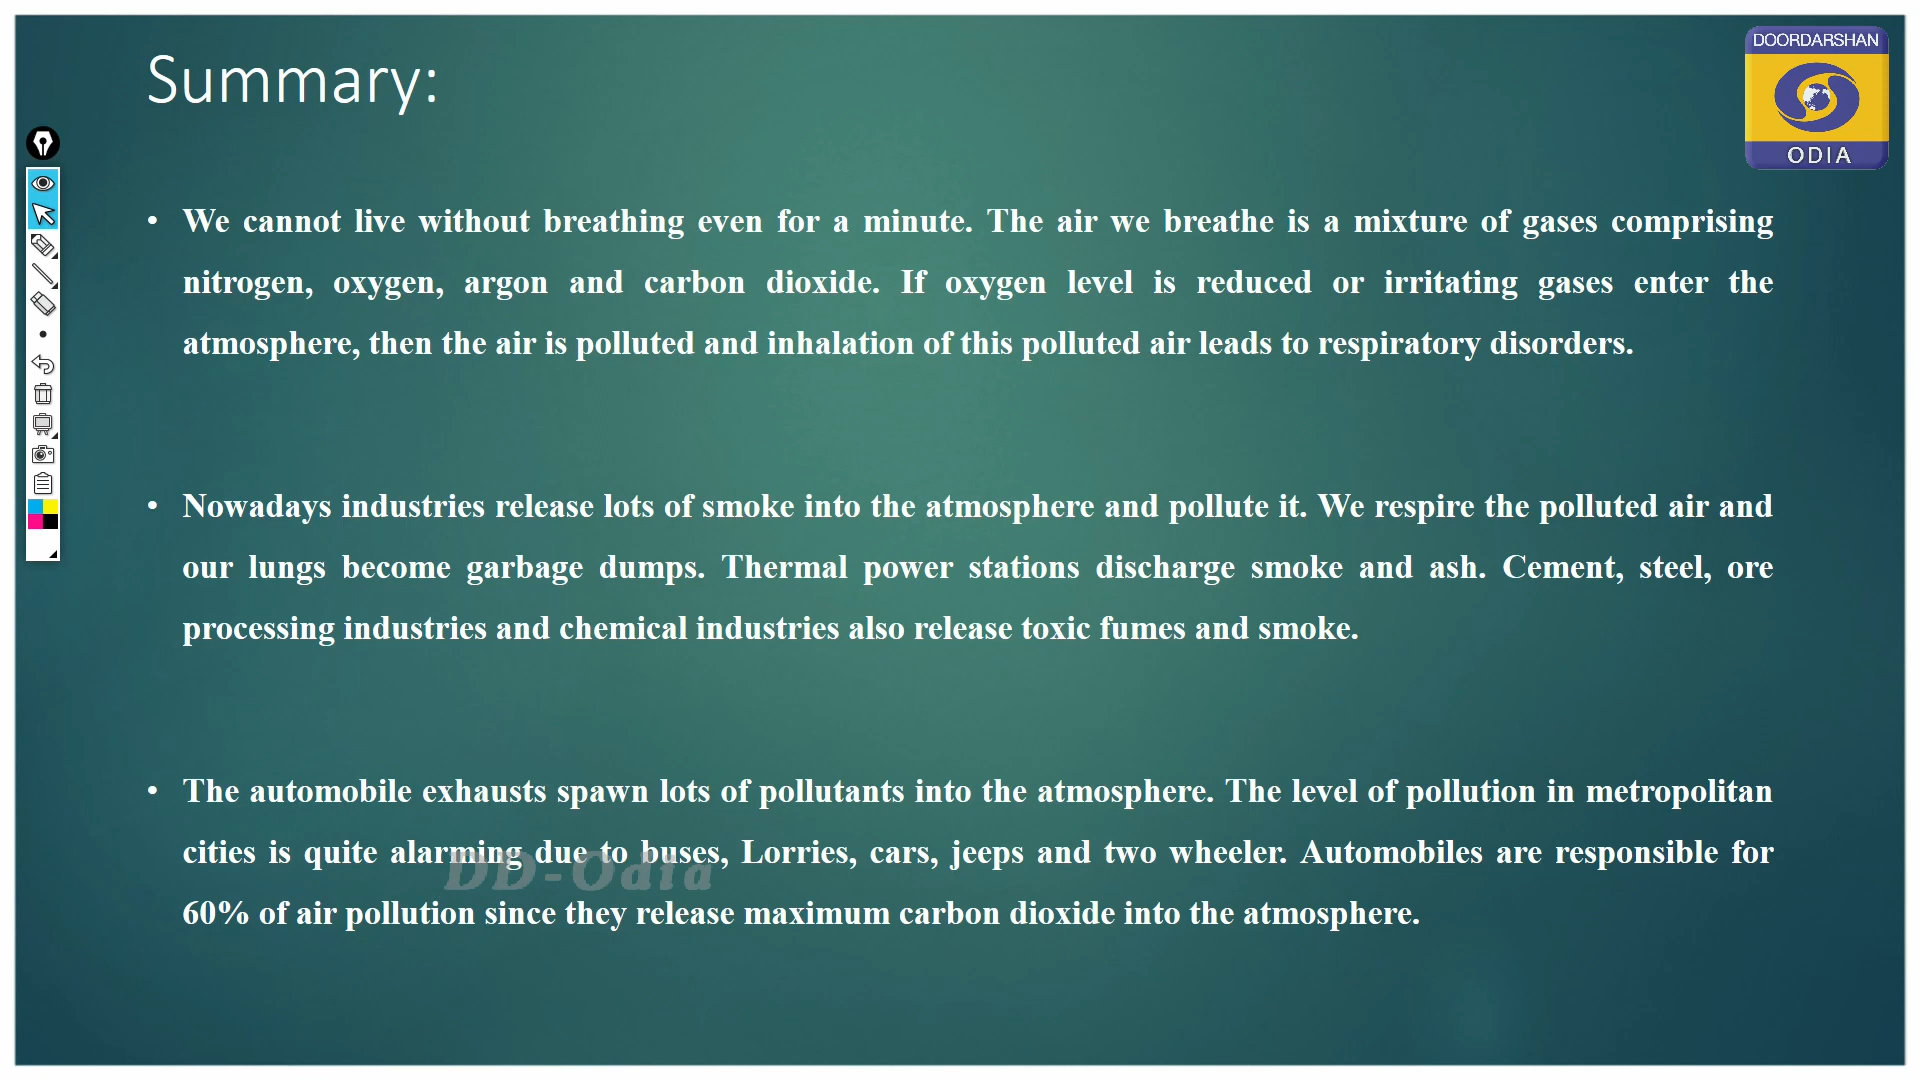 Summary:
DOORDARSHAN
ODIA
• We cannot live without breathing even for a minute. The air we breathe is a mixture of gases comprising
nitrogen, oxygen, argon and carbon dioxide. If oxygen level is reduced or irritating gases enter the
atmosphere, then the air is polluted and inhalation of this polluted air leads to respiratory disorders.
• Nowadays industries release lots of smoke into the atmosphere and pollute it. We respire the polluted air and
our lungs become garbage dumps. Thermal power stations discharge smoke and ash. Cement, steel, ore
processing industries and chemical industries also release toxic fumes and smoke.
• The automobile exhausts spawn lots of pollutants into the atmosphere. The level of pollution in metropolitan
cities is quite alarming due to buses, Lorries, cars, jeeps and two wheeler. Automobiles are responsible for
DD-Odia
60% of air pollution since they release maximum carbon dioxide into the atmosphere.